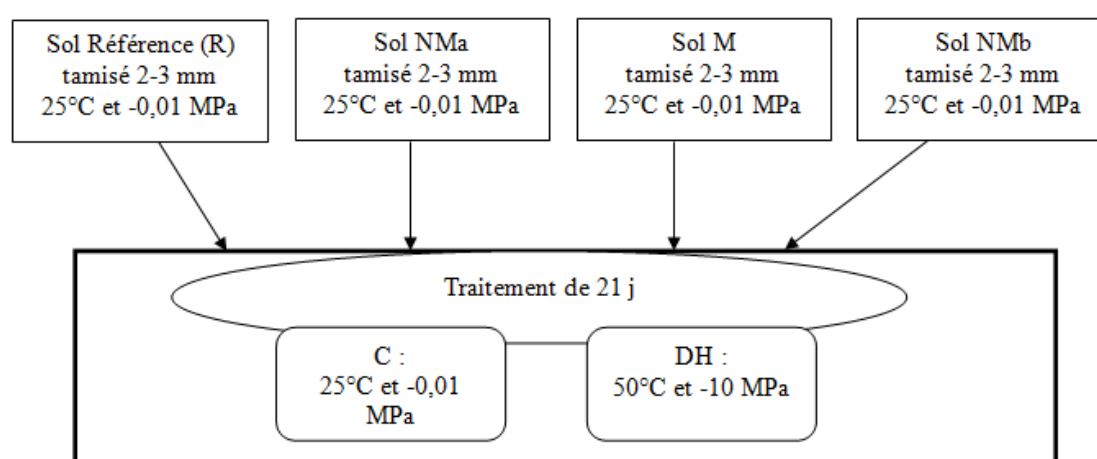 Sol Référence (R)
tamisé 2-3 mm
25°C et -0,01 MPa
Sol NMa
tamisé 2-3 mm
25°C et -0,01 MPa
Sol M
tamisé 2-3 mm
25°C et -0,01 MPa
Sol NMb
tamisé 2-3 mm
25°C et -0,01 MPa
Traitement de 21 j
C :
25°C et -0,01
MPa
DH :
50°C et -10 MPa